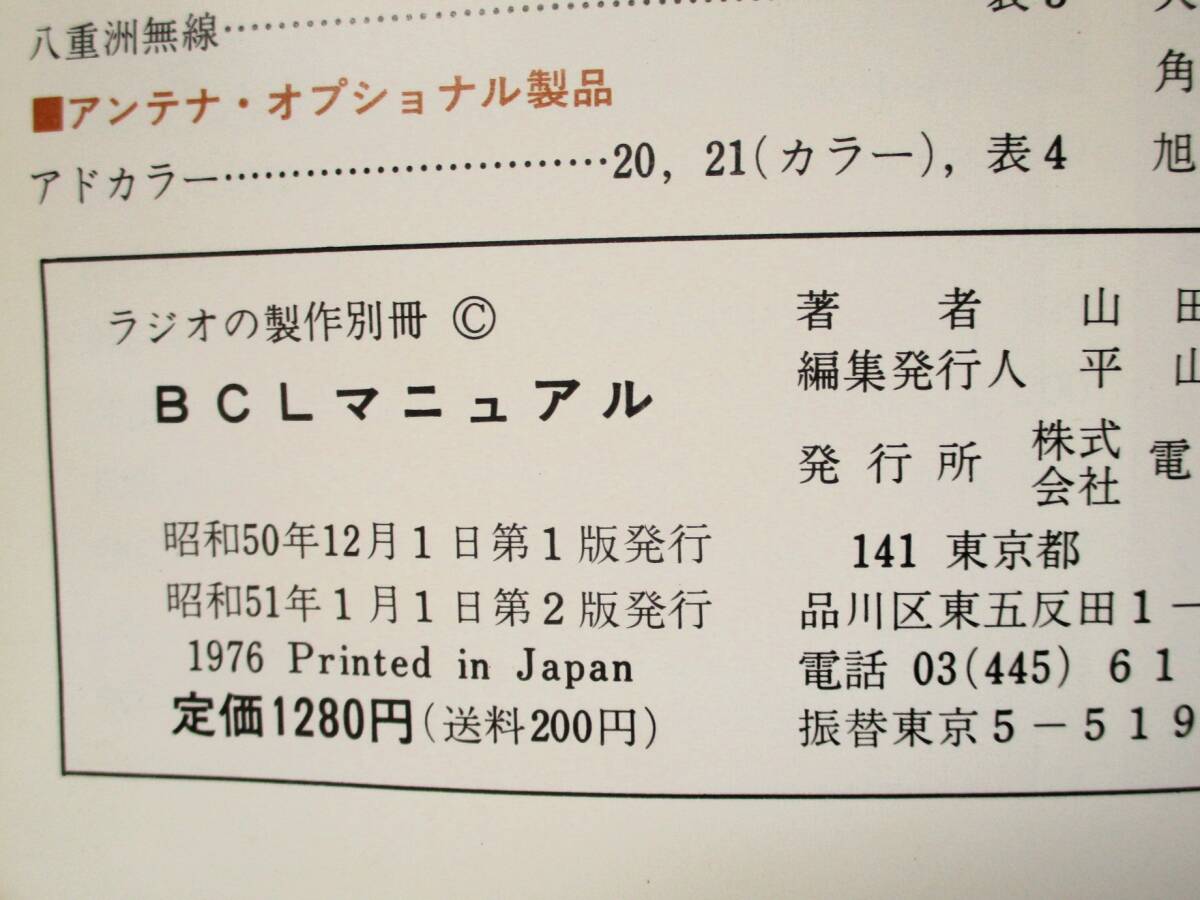 八重洲無線…………………………
■アンテナ・オプショナル製品
アドカラー…………………………20, 21(カラー), 表4
角
旭
ラジオの製作別冊 ©
BCLマニュアル
昭和50年12月1日第1版発行
昭和51年1月1日第2版発行
1976 Printed in Japan
定価1280円(送料200円)
著者 山田
編集発行人 平山
発行所 株式会社 電
141 東京都
品川区東五反田1−
電話 03(445) 61
振替東京5−519